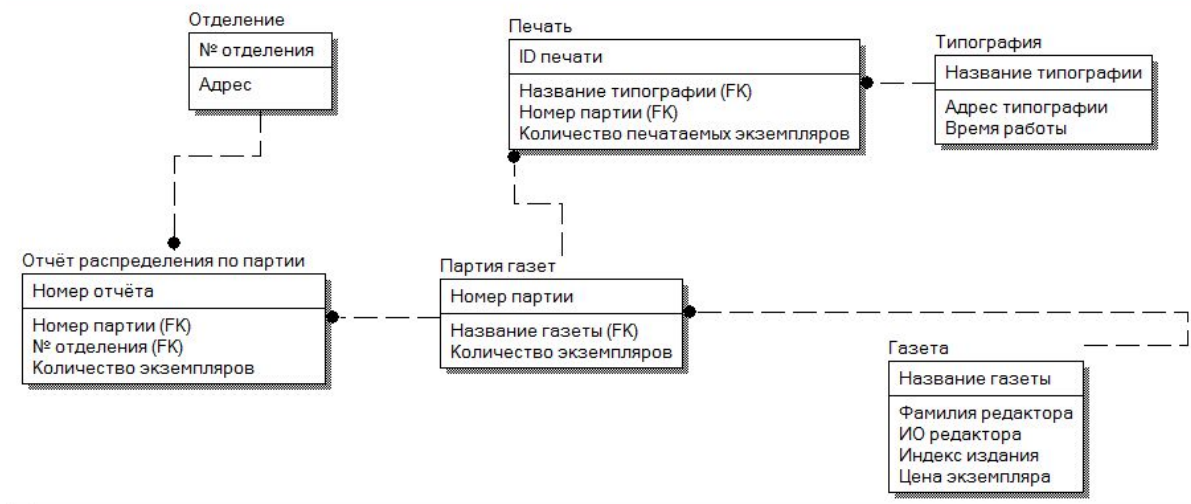 Отделение
№ отделения
Адрес
Печать
ID печати
Название типографии (FK)
Номер партии (FK)
Количество печатаемых экземпляров
Типография
Название типографии
Адрес типографии
Время работы
Отчёт распределения по партии
Номер отчёта
Номер партии (FK)
№ отделения (FK)
Количество экземпляров
Партия газет
Номер партии
Название газеты (FK)
Количество экземпляров
Газета
Название газеты
Фамилия редактора
ИО редактора
Индекс издания
Цена экземпляра